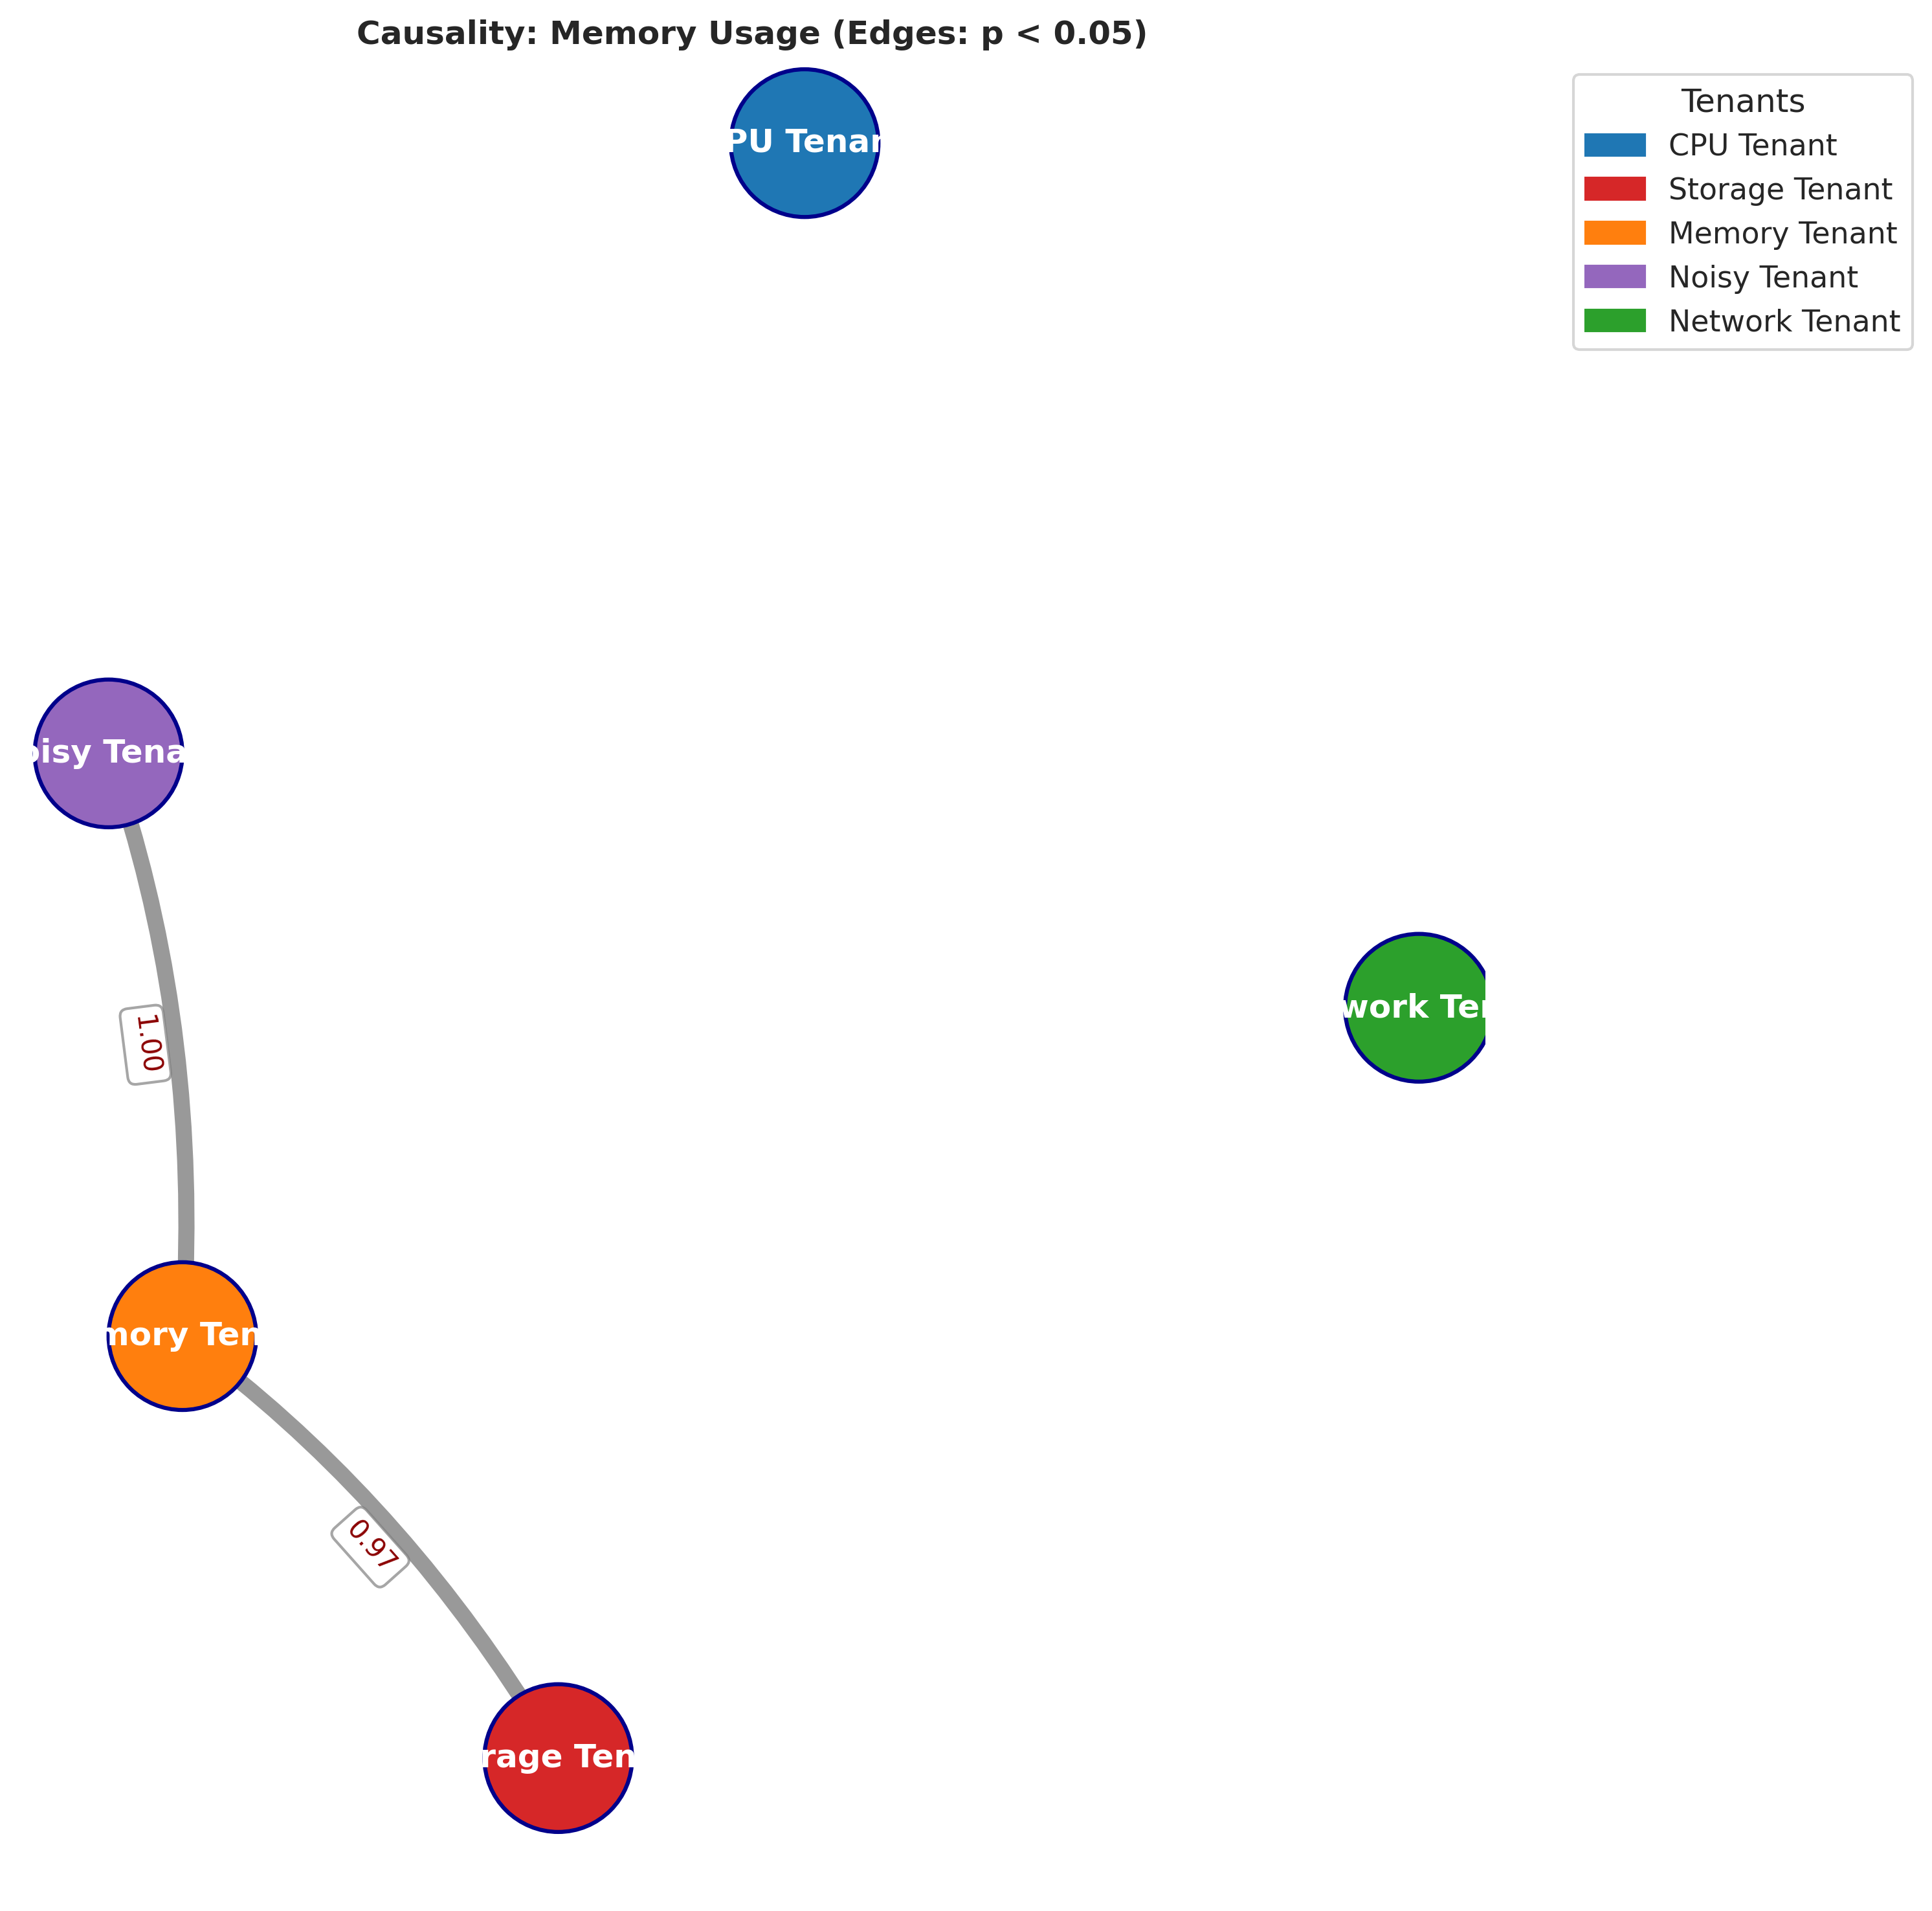 Causality: Memory Usage (Edges: p < 0.05)
Tenants
CPU Tenant
Storage Tenant
Memory Tenant
Noisy Tenant
Network Tenant
PU Tenan
oisy Tena
work Ten
1.00
mory Ten
0.97
rage Ten